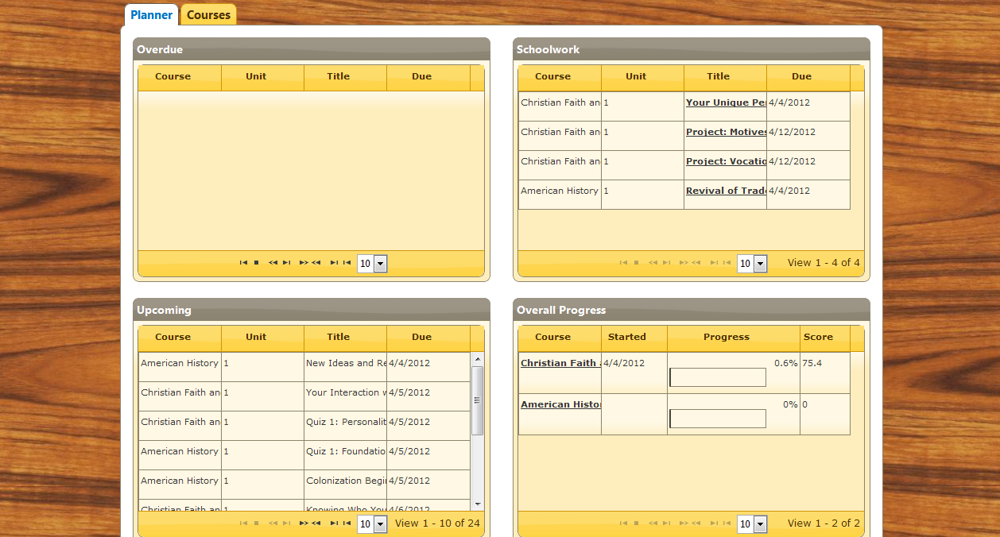 Planner Courses
Overdue
Course Unit Title Due
10
Schoolwork
Course Unit Title Due
Christian Faith an 1 Your Unique Pe 4/4/2012
Christian Faith an 1 Project: Motives 4/12/2012
Christian Faith an 1 Project: Vocatio 4/12/2012
American History 1 Revival of Trad 4/4/2012
10 View 1 - 4 of 4
Upcoming
Course Unit Title Due
American History 1 New Ideas and Re 4/4/2012
Christian Faith an 1 Your Interaction w 4/5/2012
Christian Faith an 1 Quiz 1: Personalit 4/5/2012
American History 1 Quiz 1: Foundatio 4/5/2012
American History 1 Colonization Begi 4/5/2012
Christian Faith an 1 Knowing Who You 4/6/2012
10 View 1 - 10 of 24
Overall Progress
Course Started Progress Score
Christian Faith 4/4/2012 0.6% 75.4
American Histo 0% 0
10 View 1 - 2 of 2